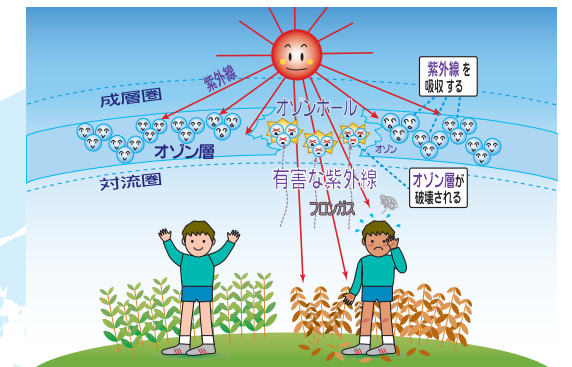 紫外線
紫外線を
吸収する
成層圏
オゾンホール
オゾン層
オゾン
対流圏
有害な紫外線
オゾン層が
破壊される
フロンガス